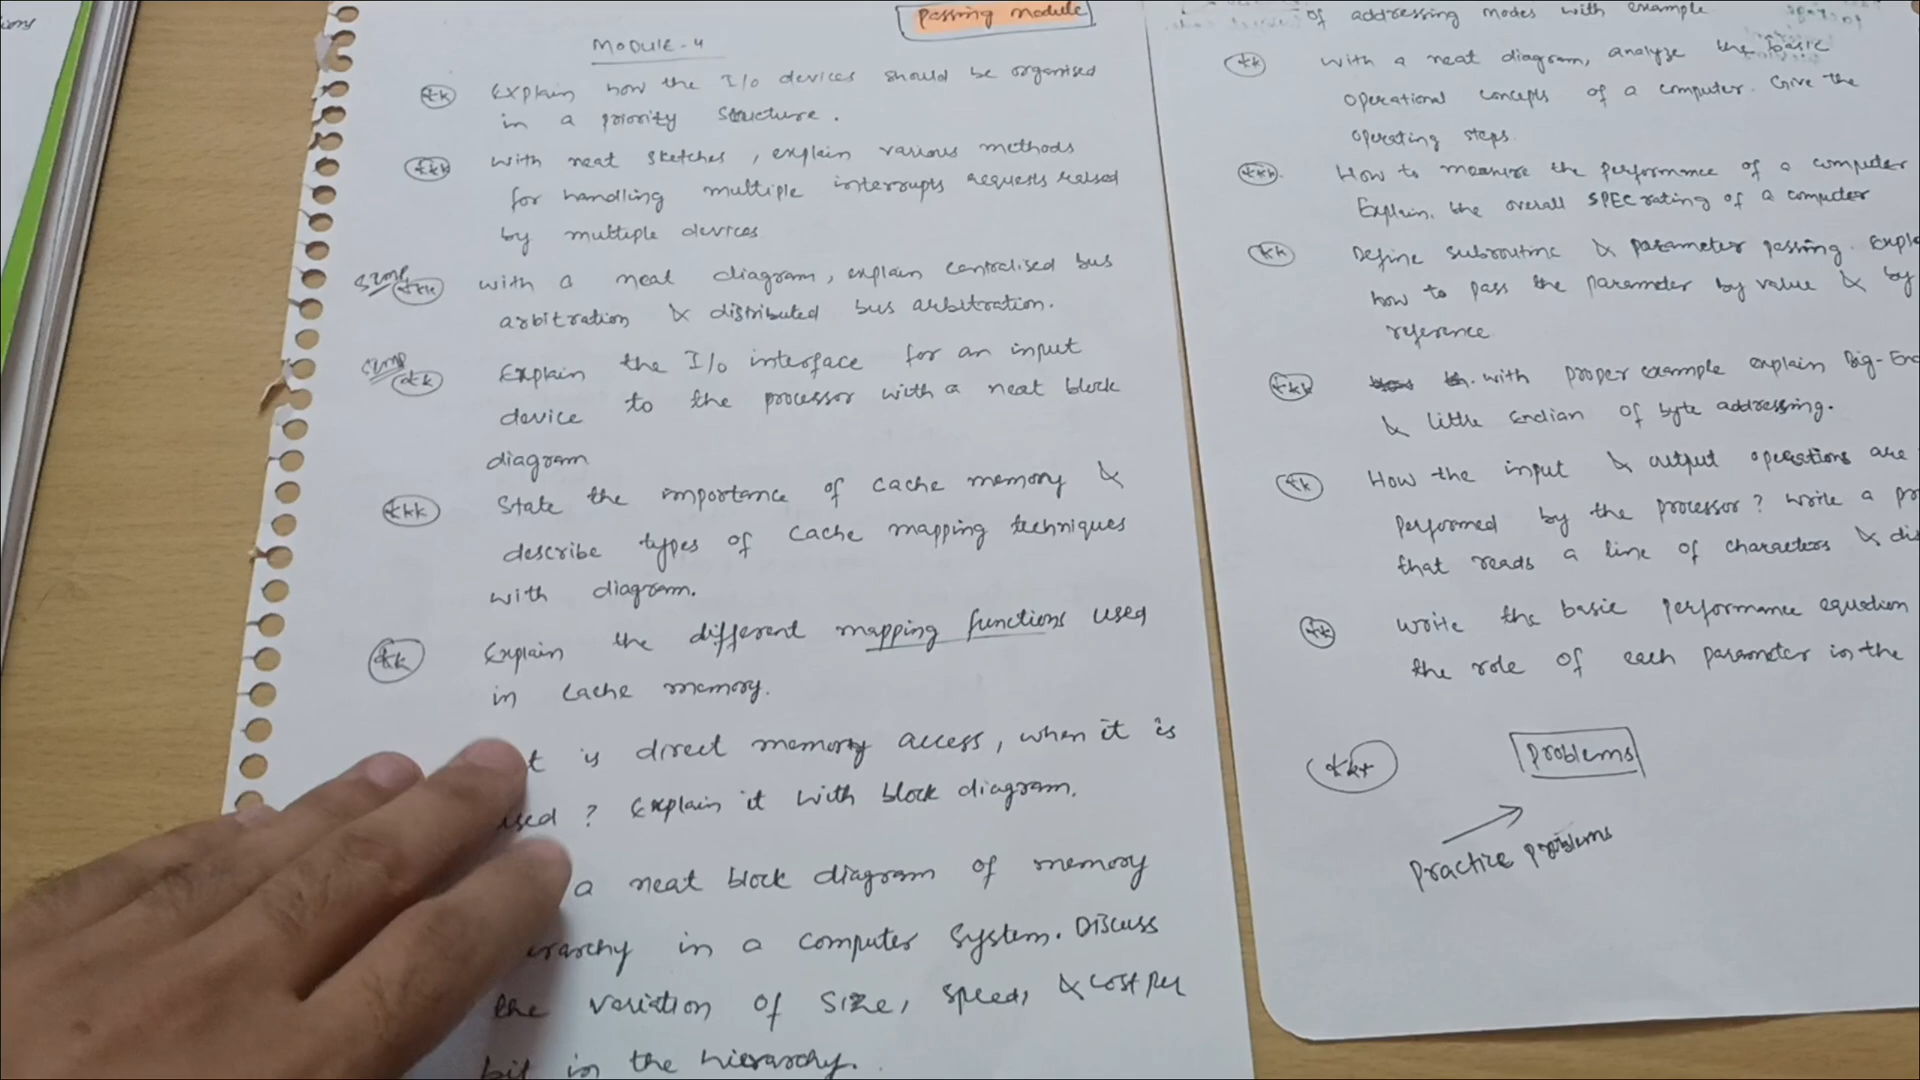 Passing module
MODULE-4
Explain how the I/o devices should be organised
in a priority structure.
with neat sketches, explain various methods
for handling multiple interrupts requests raised
by multiple devices
with a neat diagram, explain centralised bus
arbitration & distributed bus arbitration.
Explain the I/o interface for an input
device to the processor with a neat block
diagram
State the importance of cache memory &
describe types of cache mapping techniques
with diagram.
Explain the different mapping functions used
in cache memory.
is direct memory access, when it is
used ? Explain it with block diagram.
a neat block diagram of memory
in a computer system. Discuss
the variation of size, speed, & cost per
bit in the hierarchy.
of addressing modes with example
with a neat diagram, analyze the basic
operational concepts of a computer. Give the
operating steps.
How to measure the performance of a computer
Explain. the overall SPEC rating of a computer
Define subroutine & parameter passing.
how to pass the parameter by value & by
reference
with proper example explain Big-
& little Endian of byte addressing.
How the input & output operations are
performed by the processor? write a
that reads a line of characters &
write the basic performance equation
the role of each parameter in the
Problems
Practice problems